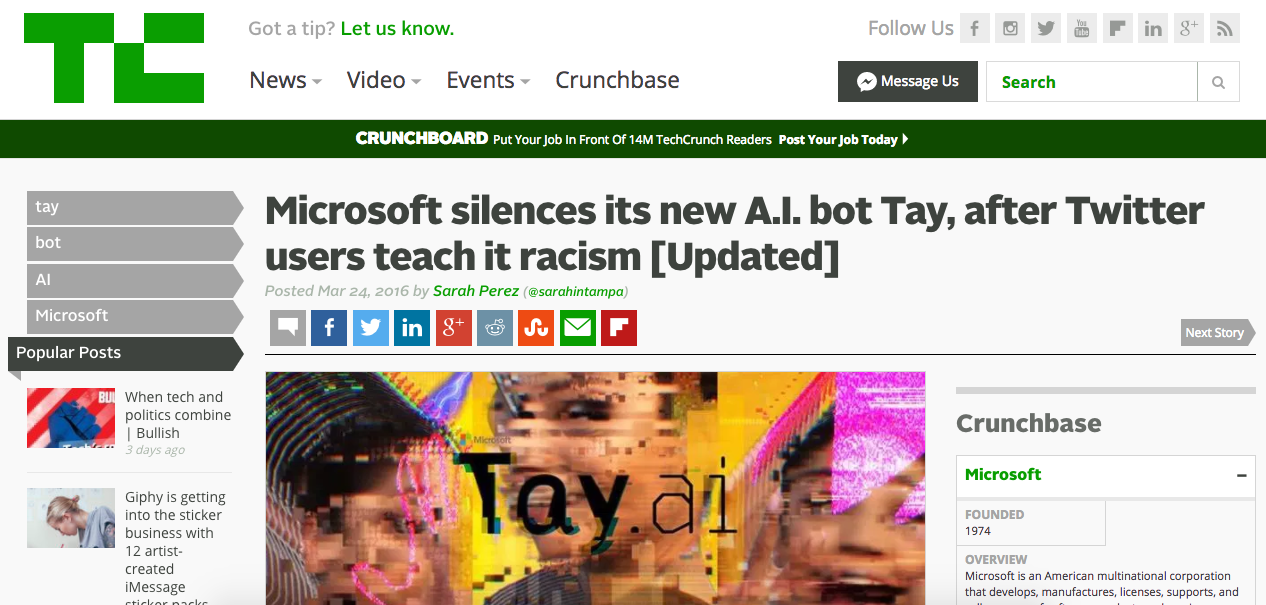 TC
Got a tip? Let us know.
Follow Us
News Video Events Crunchbase
Message Us
Search
CRUNCHBOARD Put Your Job In Front Of 14M TechCrunch Readers Post Your Job Today
tay
bot
AI
Microsoft
Popular Posts
When tech and
politics combine
| Bullish
3 days ago
Giphy is getting
into the sticker
business with
12 artist-
created
iMessage
sticker packs
Microsoft silences its new A.I. bot Tay, after Twitter
users teach it racism [Updated]
Posted Mar 24, 2016 by Sarah Perez (@sarahintampa)
Next Story
Microsoft
Tay.ai
Crunchbase
Microsoft
FOUNDED
1974
OVERVIEW
Microsoft is an American multinational corporation
that develops, manufactures, licenses, supports, and